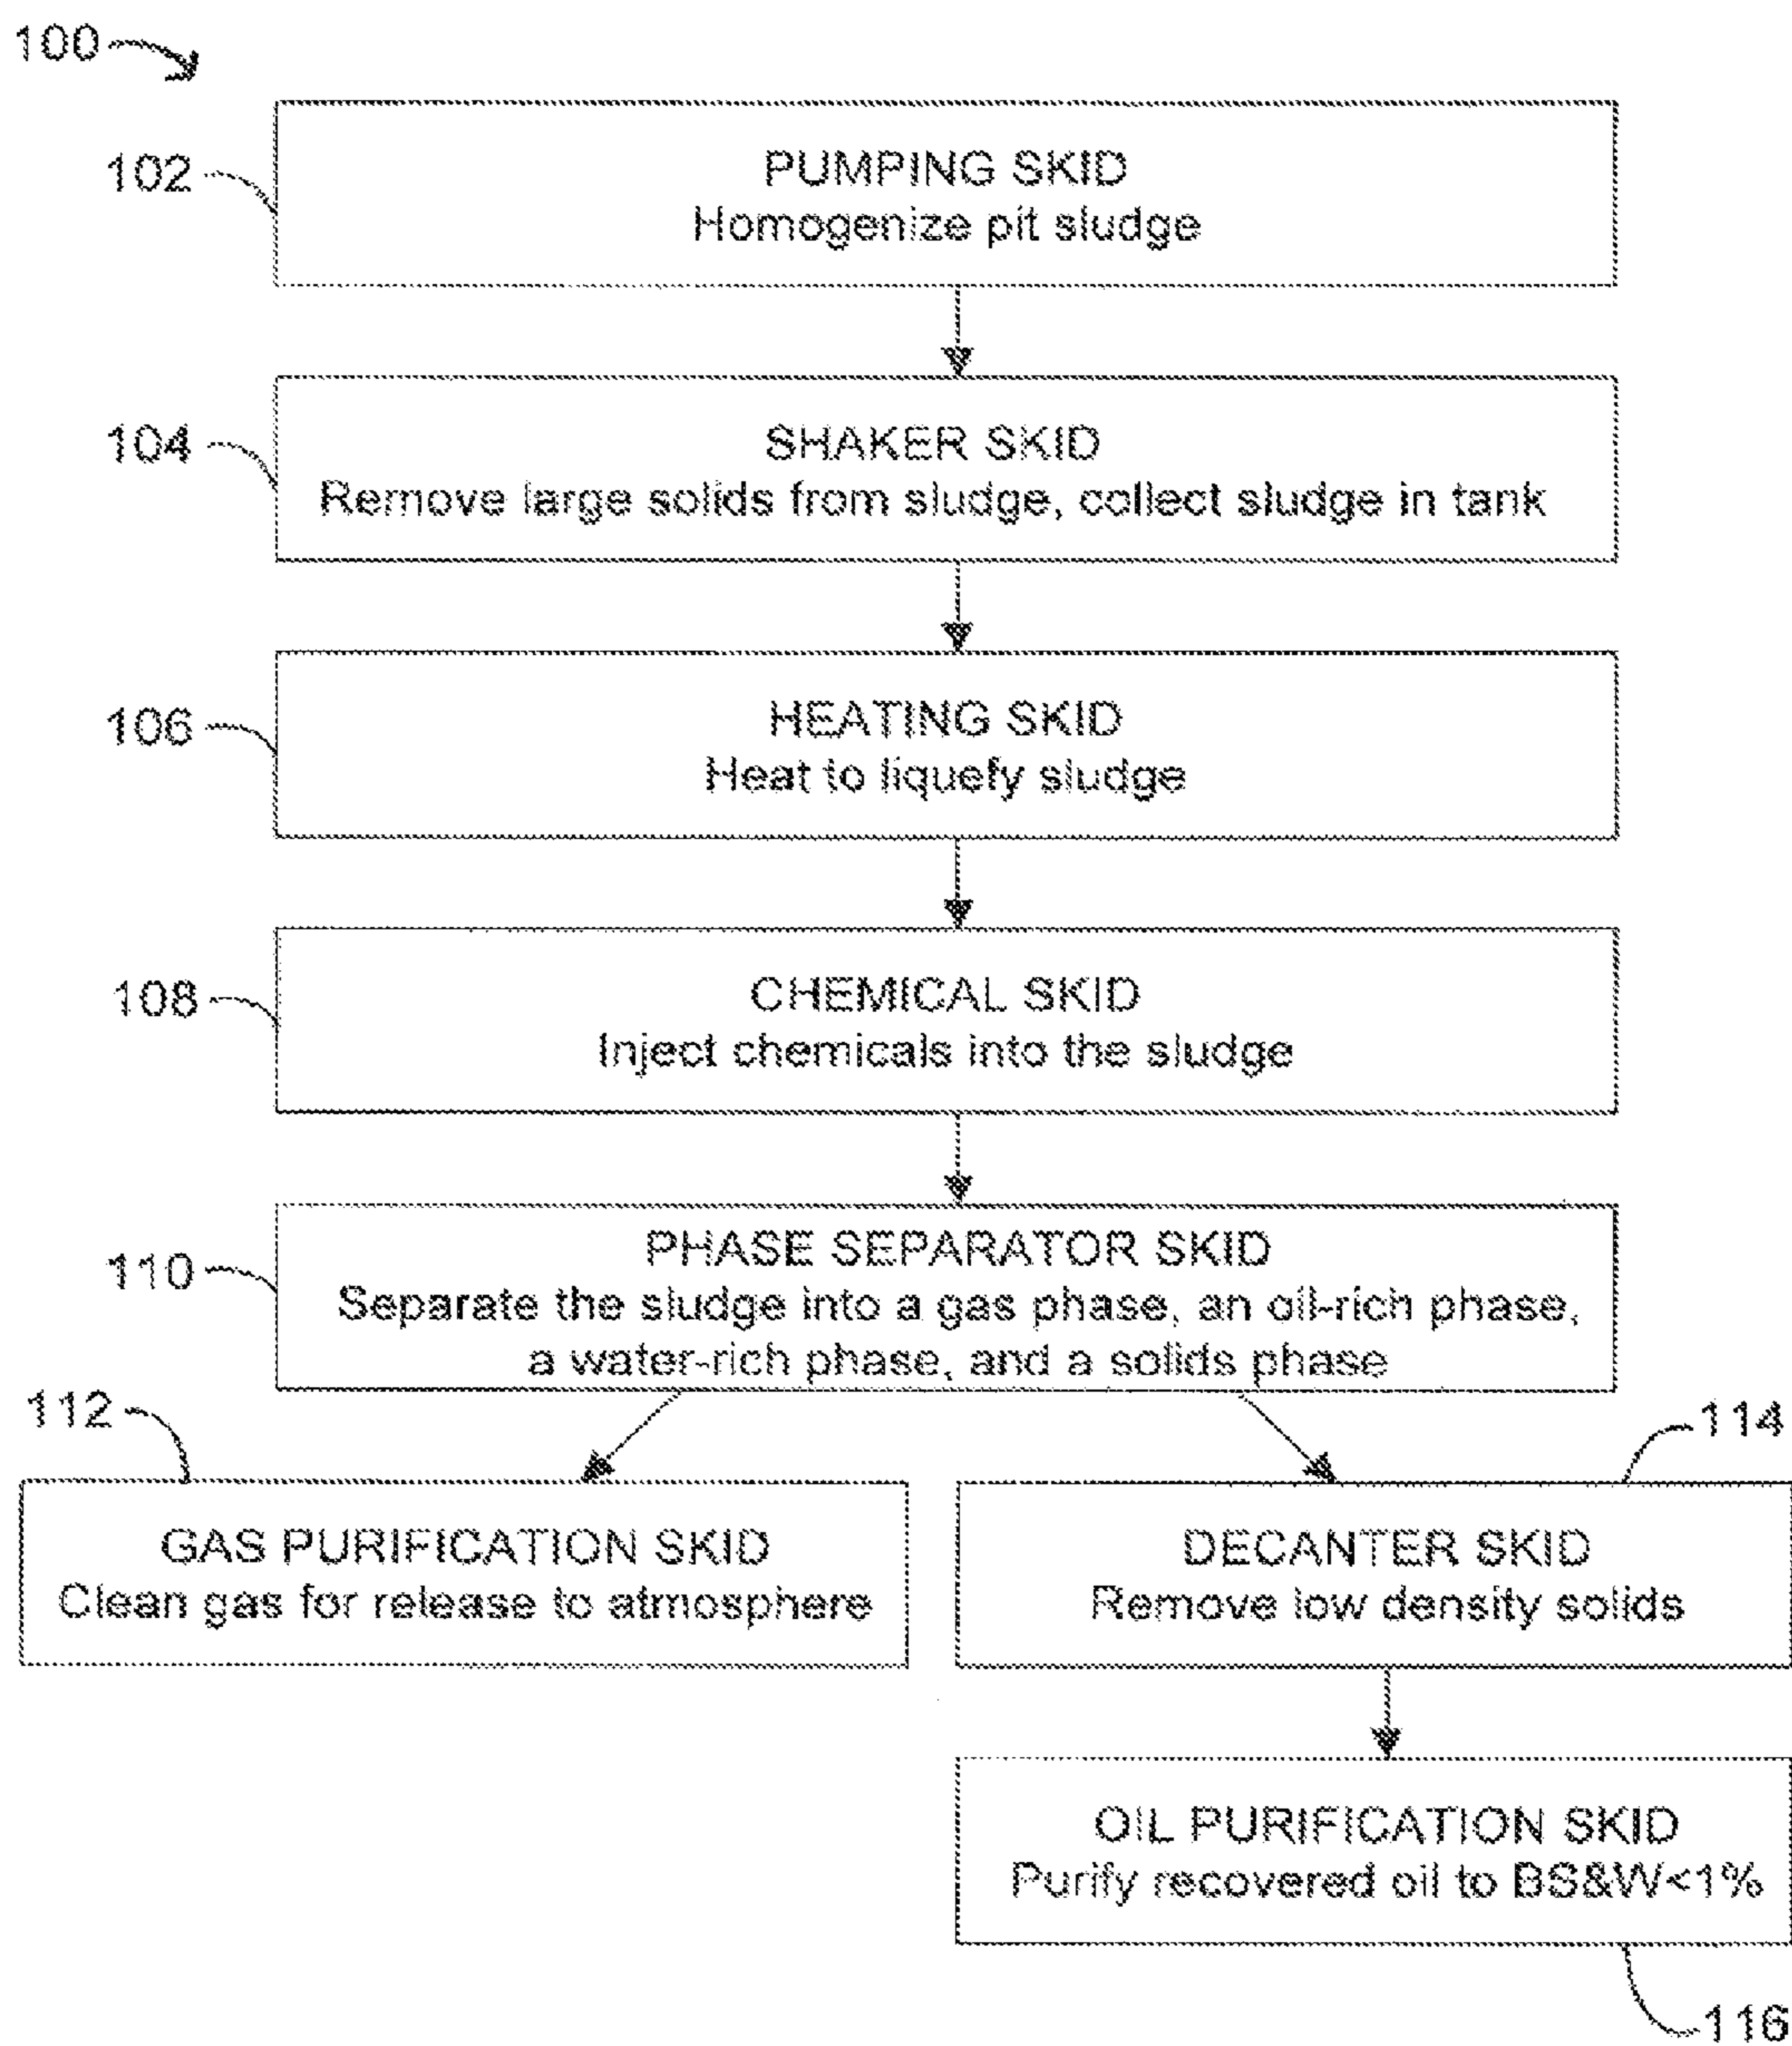 100
102
PUMPING SKID
Homogenize pit sludge
104
SHAKER SKID
Remove large solids from sludge, collect sludge in tank
106
HEATING SKID
Heat to liquefy sludge
108
CHEMICAL SKID
Inject chemicals into the sludge
110
PHASE SEPARATOR SKID
Separate the sludge into a gas phase, an oil-rich phase,
a water-rich phase, and a solids phase
112
GAS PURIFICATION SKID
Clean gas for release to atmosphere
114
DECANTER SKID
Remove low density solids
OIL PURIFICATION SKID
Purify recovered oil to BS&W<1%
116